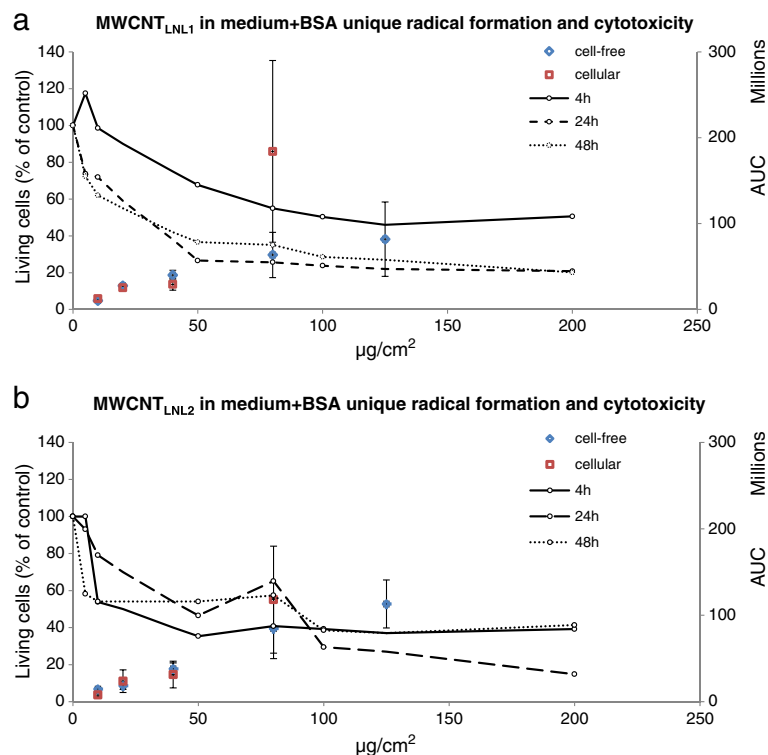 a
MWCNT_LNL1 in medium+BSA unique radical formation and cytotoxicity
Living cells (% of control)
140
120
100
80
60
40
20
0
0
50
100
150
200
250
µg/cm²
300
200
100
0
Millions
AUC
cell-free
cellular
4h
24h
48h
b
MWCNT_LNL2 in medium+BSA unique radical formation and cytotoxicity
Living cells (% of control)
140
120
100
80
60
40
20
0
0
50
100
150
200
250
µg/cm²
300
200
100
0
Millions
AUC
cell-free
cellular
4h
24h
48h